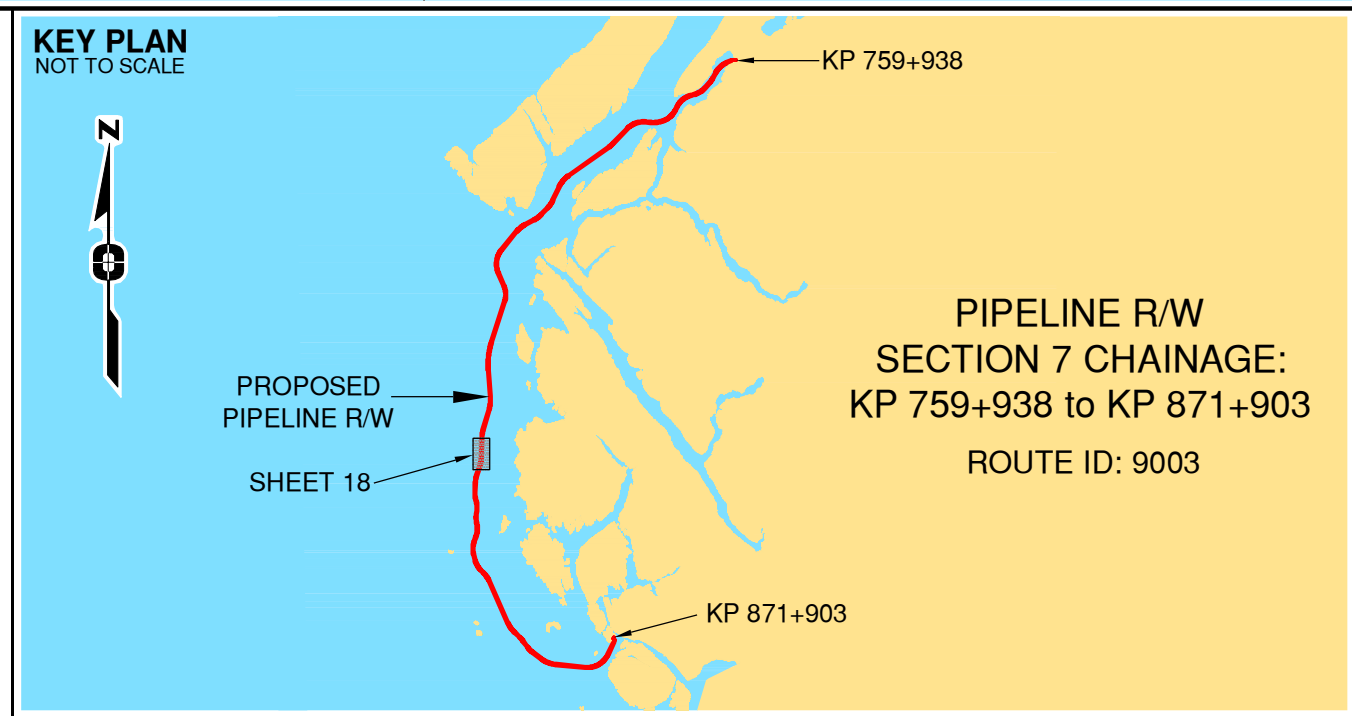 KEY PLAN
NOT TO SCALE
N
KP 759+938
PIPELINE R/W
SECTION 7 CHAINAGE:
KP 759+938 to KP 871+903
ROUTE ID: 9003
PROPOSED
PIPELINE R/W
SHEET 18
KP 871+903